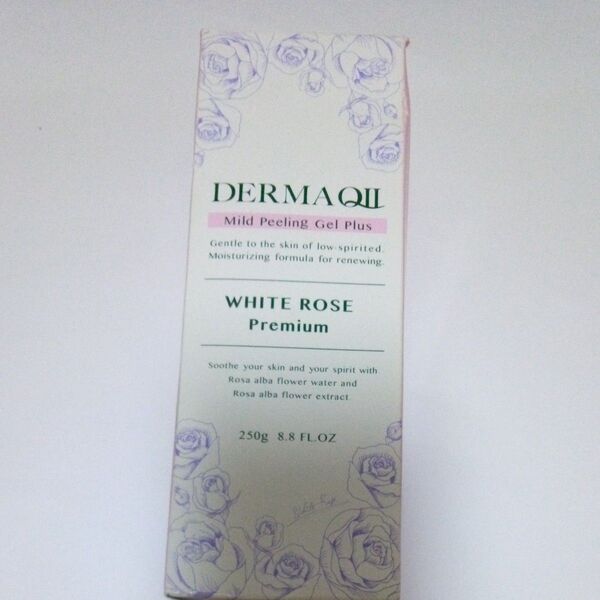 DERMAQII
Mild Peeling Gel Plus
Gentle to the skin of low-spirited.
Moisturizing formula for renewing.
WHITE ROSE
Premium
Soothe your skin and your spirit with
Rosa alba flower water and
Rosa alba flower extract.
250g 8.8 FL.OZ